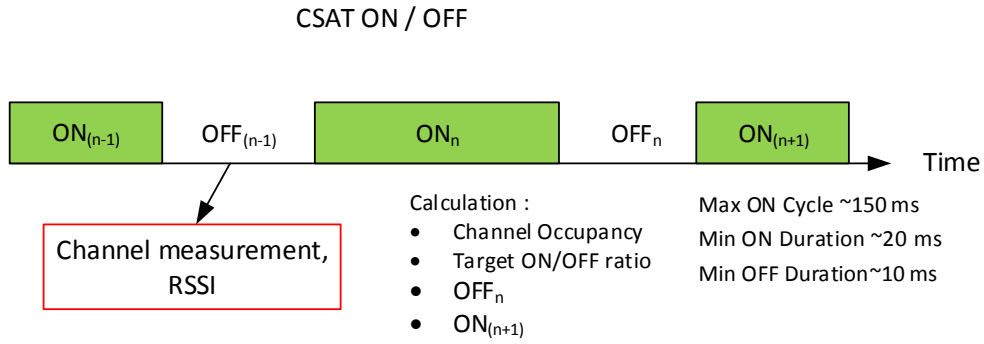 CSAT ON / OFF
ON(n-1)
OFF(n-1)
ONn
OFFn
ON(n+1)
Time
Channel measurement,
RSSI
Calculation :
• Channel Occupancy
• Target ON/OFF ratio
• OFFn
• ON(n+1)
Max ON Cycle ~150 ms
Min ON Duration ~20 ms
Min OFF Duration~10 ms